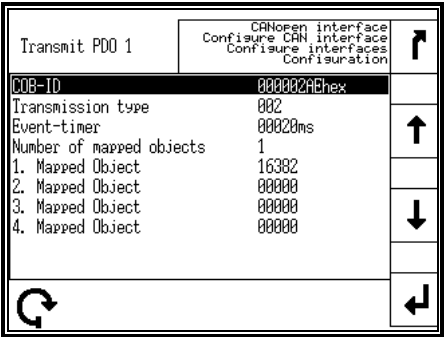 Transmit PDO 1
CANopen interface
Configure CAN interface
Configure interfaces
Configuration
COB-ID 000002AEhex
Transmission type 002
Event-timer 00020ms
Number of mapped objects 1
1. Mapped Object 16382
2. Mapped Object 00000
3. Mapped Object 00000
4. Mapped Object 00000